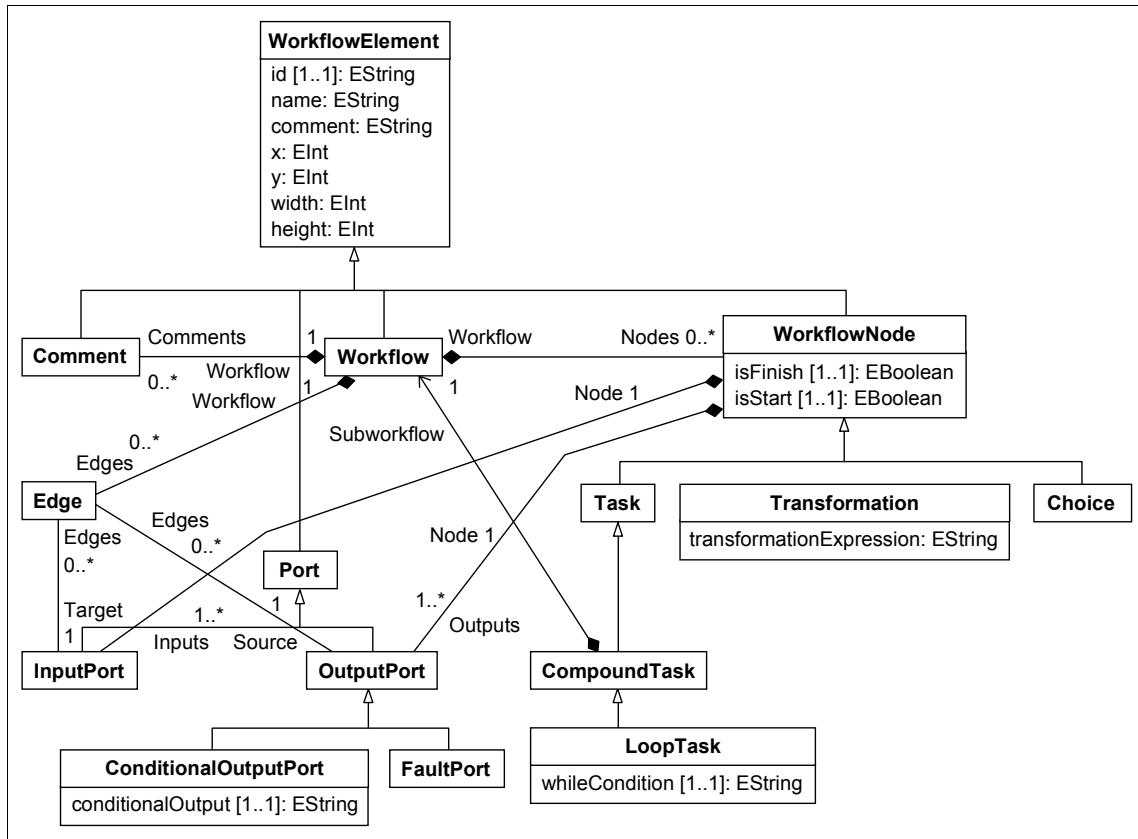 WorkflowElement
id [1..1]: EString
name: EString
comment: EString
x: EInt
y: EInt
width: EInt
height: EInt
Comment
Comments
0..*
1
Workflow
Workflow
Workflow
1
Nodes 0..*
WorkflowNode
isFinish [1..1]: EBoolean
isStart [1..1]: EBoolean
Workflow
1
0..*
Edges
Subworkflow
Node 1
Edge
Edges
0..*
Edges
0..*
Node 1
Task
Transformation
transformationExpression: EString
Choice
Port
Target
1
1..*
Inputs
1
Source
1..*
Outputs
InputPort
OutputPort
CompoundTask
ConditionalOutputPort
conditionalOutput [1..1]: EString
FaultPort
LoopTask
whileCondition [1..1]: EString